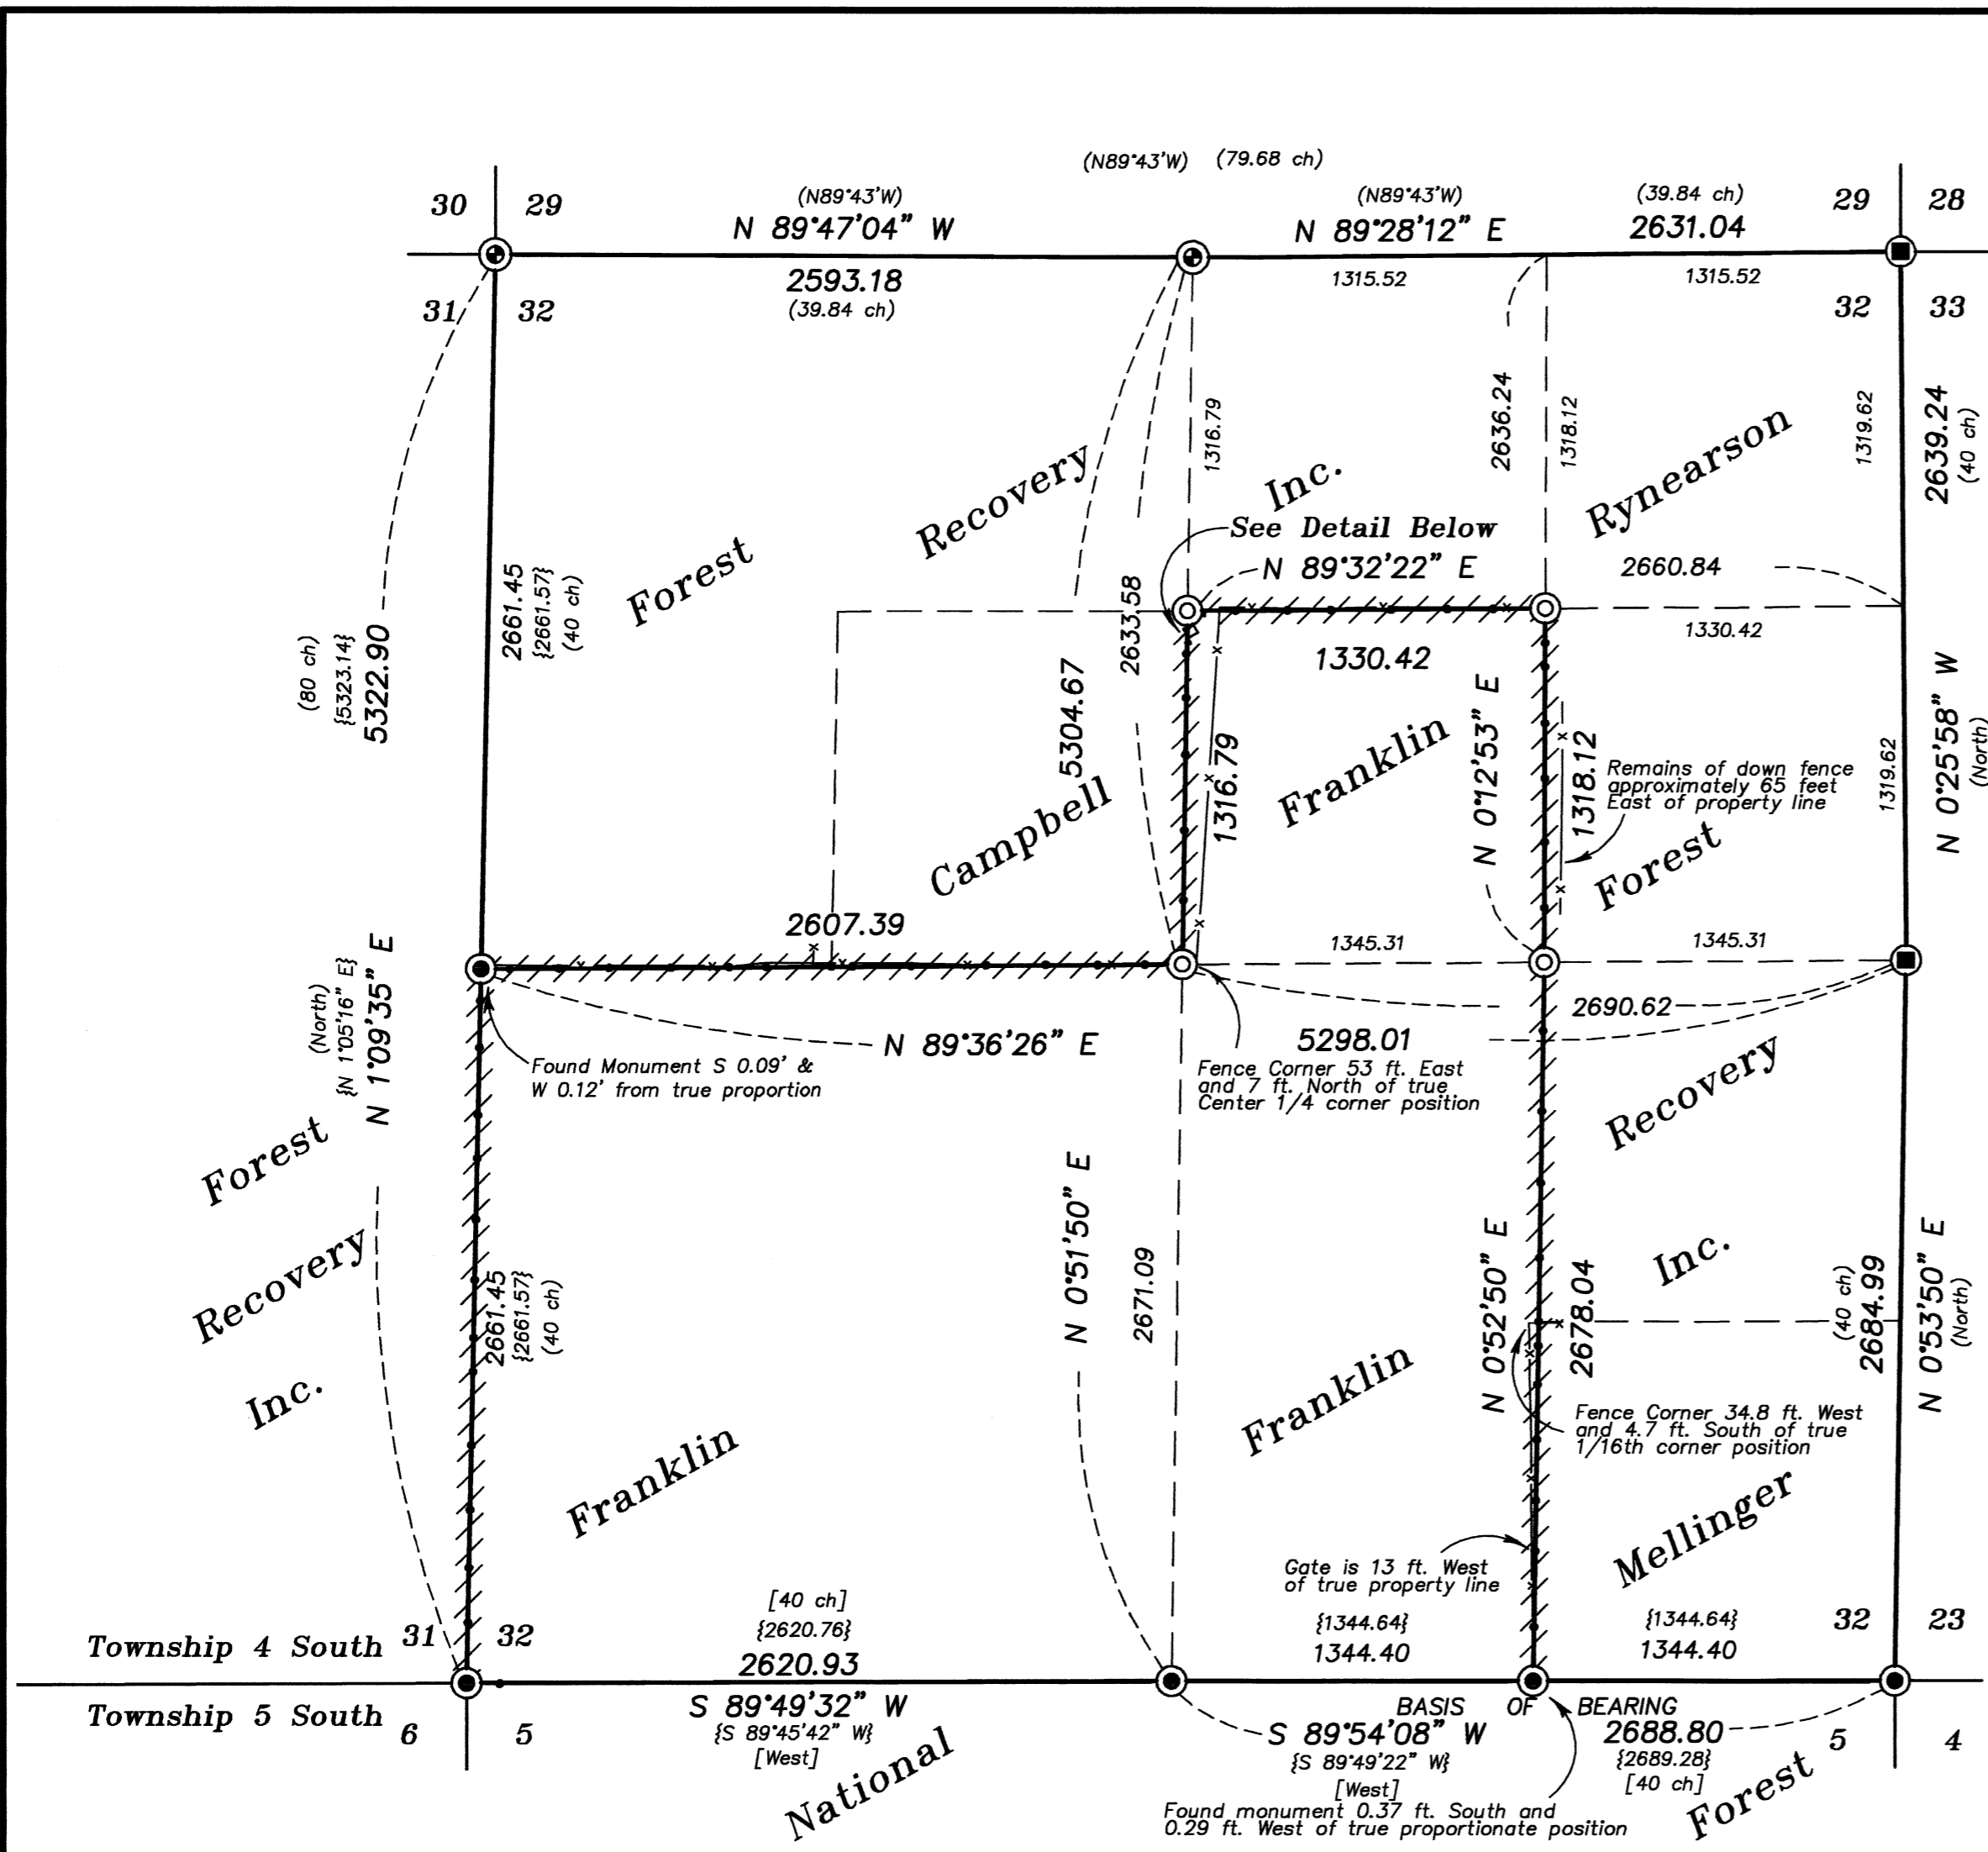 (N89°43'W) (79.68 ch)
30 29
(N89°43'W)
N 89°47'04" W
(N89°43'W)
N 89°28'12" E
(39.84 ch)
2631.04
29 28
31 32
2593.18
(39.84 ch)
1315.52
1315.52
32 33
1316.79
2636.24
1318.12
1319.62
2639.24
(40 ch)
Forest Recovery Inc.
Rynearson
See Detail Below
N 89°32'22" E
2660.84
2661.45
{2661.57}
(40 ch)
(80 ch)
{5323.14}
5322.90
2633.58
5304.67
1330.42
1330.42
1316.79
Campbell
Franklin
N 0°12'53" E
1318.12
Remains of down fence
approximately 65 feet
East of property line
1319.62
N 0°25'58" W
(North)
Forest
Recovery
Inc.
2607.39
1345.31
1345.31
(North)
{N 1°05'16" E}
N 1°09'35" E
N 89°36'26" E
5298.01
2690.62
Found Monument S 0.09' &
W 0.12' from true proportion
Fence Corner 53 ft. East
and 7 ft. North of true
Center 1/4 corner position
Forest
Recovery
Inc.
2661.45
{2661.57}
(40 ch)
N 0°51'50" E
2671.09
N 0°52'50" E
2678.04
(40 ch)
2684.99
N 0°53'50" E
(North)
Franklin
Franklin
Fence Corner 34.8 ft. West
and 4.7 ft. South of true
1/16th corner position
Mellinger
Gate is 13 ft. West
of true property line
Township 4 South 31 32
[40 ch]
{2620.76}
2620.93
{1344.64}
1344.40
{1344.64}
1344.40
32 23
Township 5 South
6 5
S 89°49'32" W
{S 89°45'42" W}
[West]
BASIS OF BEARING
S 89°54'08" W
{S 89°49'22" W}
[West]
2688.80
{2689.28}
[40 ch]
5 4
National Forest
Found monument 0.37 ft. South and
0.29 ft. West of true proportionate position